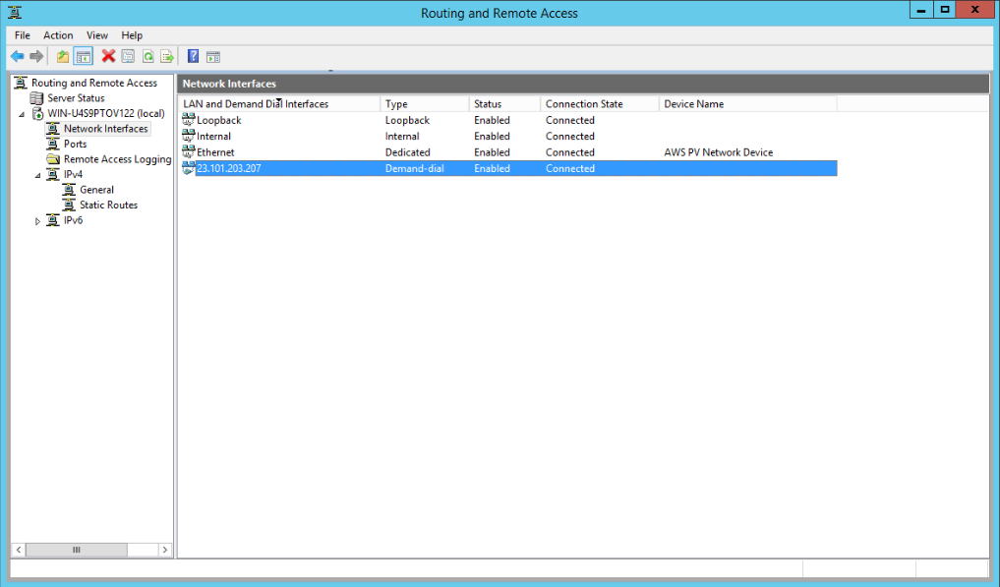 Routing and Remote Access
File Action View Help
Routing and Remote Access
Server Status
WIN-U4S9PTOV122 (local)
Network Interfaces
Ports
Remote Access Logging
IPv4
General
Static Routes
IPv6
Network Interfaces
LAN and Demand Dial Interfaces Type Status Connection State Device Name
Loopback Loopback Enabled Connected
Internal Internal Enabled Connected
Ethernet Dedicated Enabled Connected AWS PV Network Device
23.101.203.207 Demand-dial Enabled Connected